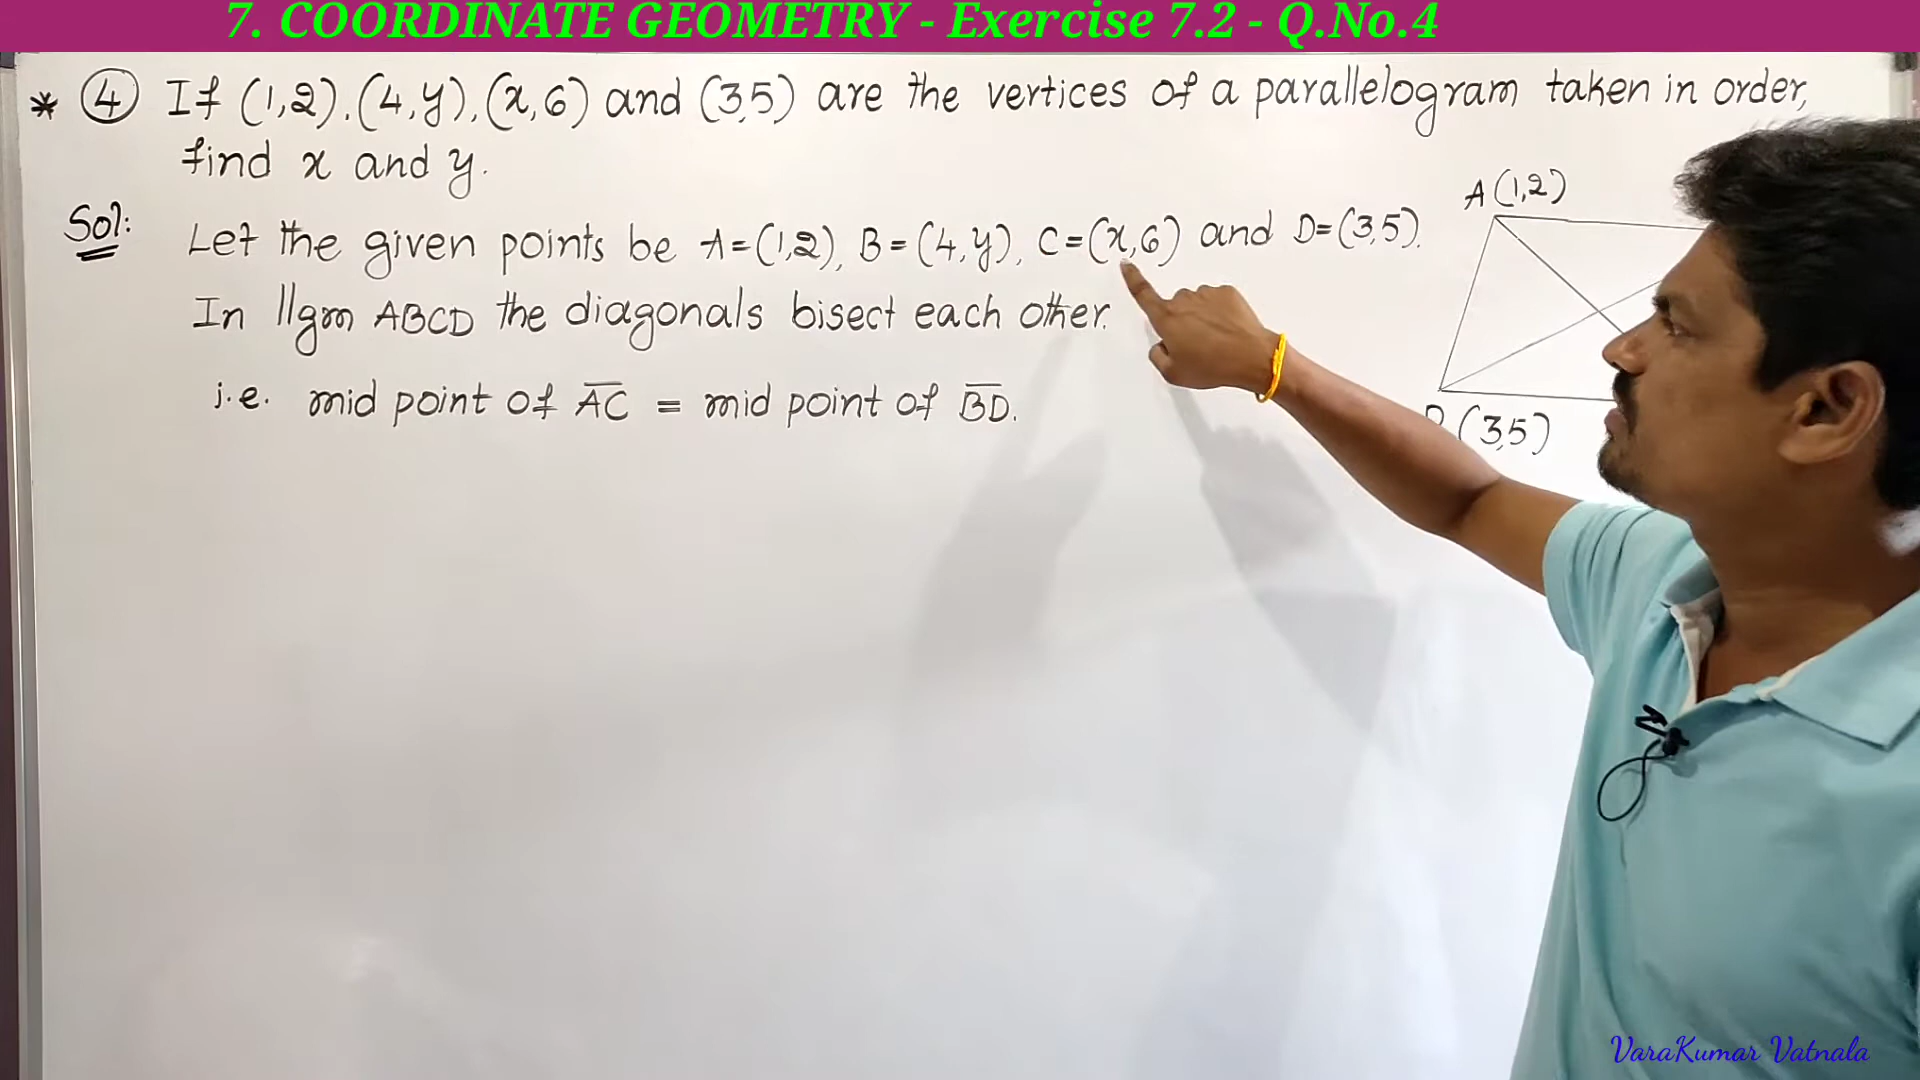 7. COORDINATE GEOMETRY - Exercise 7.2 - Q.No.4
* 4 If (1,2), (4,y), (x,6) and (3,5) are the vertices of a parallelogram taken in order,
find x and y.
Sol:
Let the given points be A=(1,2), B=(4,y), C=(x,6) and D=(3,5).
In ||gm ABCD the diagonals bisect each other.
i.e. mid point of A̅C̅ = mid point of B̅D̅.
A(1,2)
(3,5)
VaraKumar Vatnala